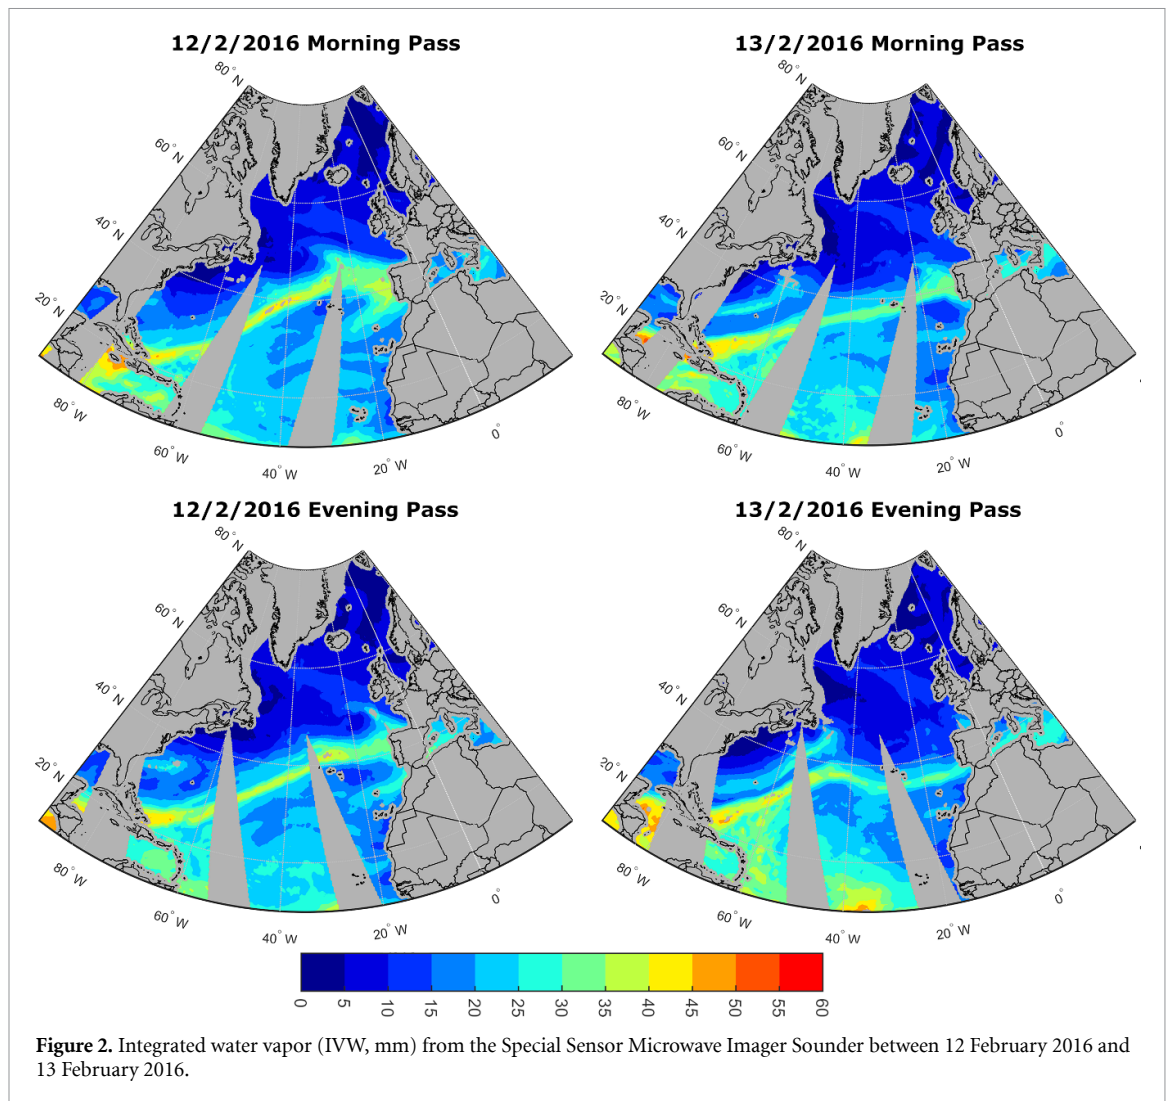 12/2/2016 Morning Pass
80° N
60° N
40° N
20° N
80° W
60° W
40° W
20° W
0°
13/2/2016 Morning Pass
80° N
60° N
40° N
20° N
80° W
60° W
40° W
20° W
0°
12/2/2016 Evening Pass
80° N
60° N
40° N
20° N
80° W
60° W
40° W
20° W
0°
13/2/2016 Evening Pass
80° N
60° N
40° N
20° N
80° W
60° W
40° W
20° W
0°
0 5 10 15 20 25 30 35 40 45 50 55 60
Figure 2. Integrated water vapor (IVW, mm) from the Special Sensor Microwave Imager Sounder between 12 February 2016 and
13 February 2016.